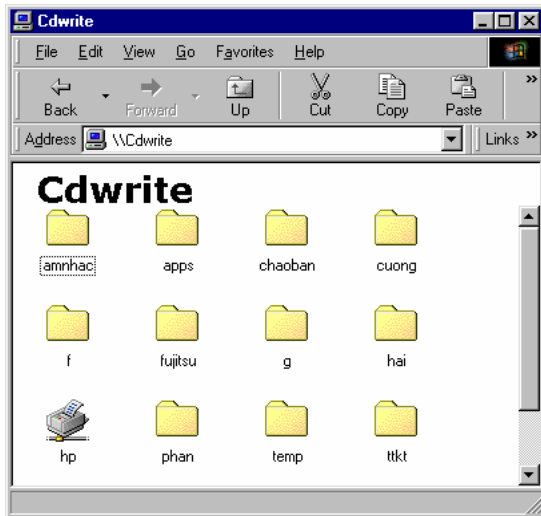 Cdwrite
File Edit View Go Favorites Help
Back Forward Up Cut Copy Paste »
Address \\Cdwrite Links »
Cdwrite
amnhac apps chaoban cuong
f fujitsu g hai
hp phan temp ttkt